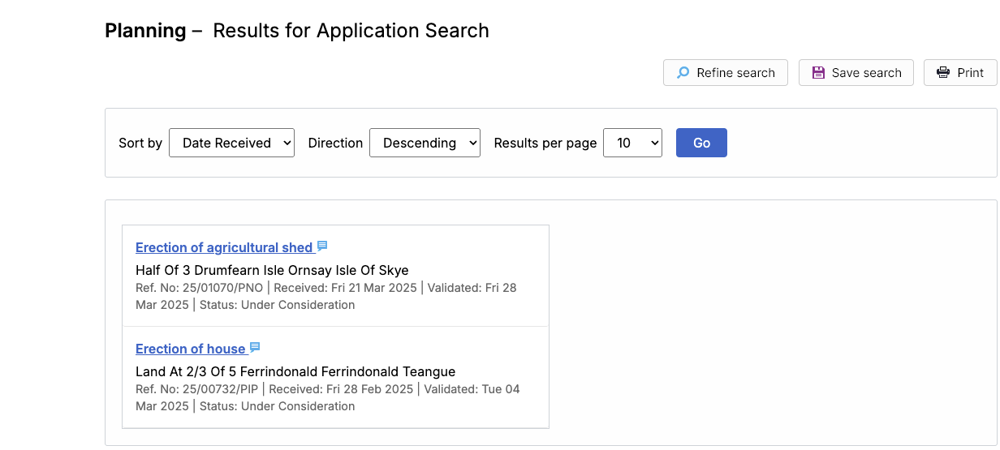 Planning – Results for Application Search
Refine search Save search Print
Sort by Date Received Direction Descending Results per page 10 Go
Erection of agricultural shed
Half Of 3 Drumfearn Isle Ornsay Isle Of Skye
Ref. No: 25/01070/PNO | Received: Fri 21 Mar 2025 | Validated: Fri 28
Mar 2025 | Status: Under Consideration
Erection of house
Land At 2/3 Of 5 Ferrindonald Ferrindonald Teangue
Ref. No: 25/00732/PIP | Received: Fri 28 Feb 2025 | Validated: Tue 04
Mar 2025 | Status: Under Consideration